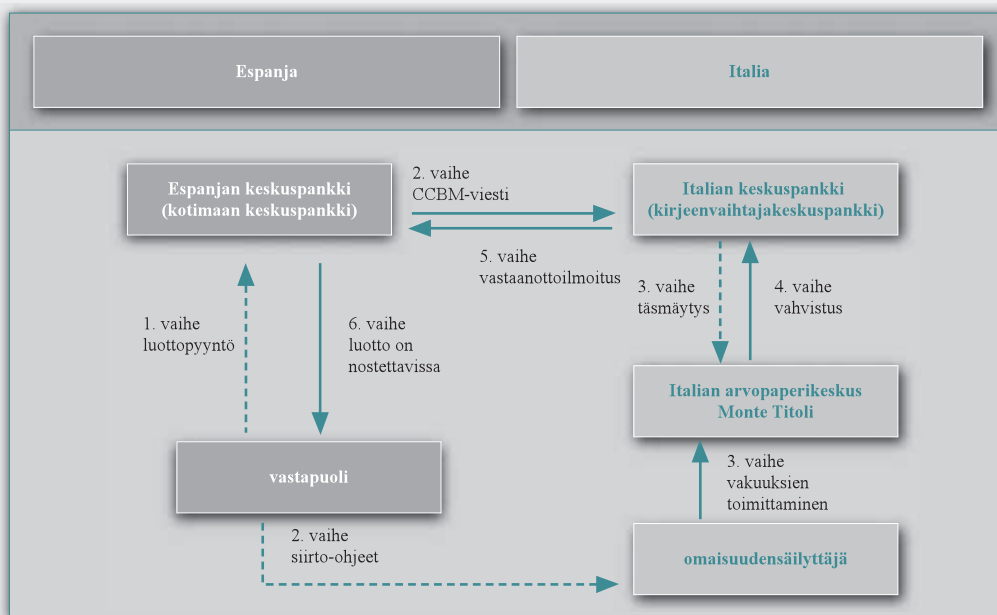 Espanja
Italia
Espanjan keskuspankki
(kotimaan keskuspankki)
2. vaihe
CCBM-viesti
Italian keskuspankki
(kirjeenvaihtajakeskuspankki)
5. vaihe
vastaanottoilmoitus
1. vaihe
luottopyyntö
6. vaihe
luotto on
nostettavissa
3. vaihe
täsmäytys
4. vaihe
vahvistus
Italian arvopaperikeskus
Monte Titoli
vastapuoli
3. vaihe
vakuuksien
toimittaminen
2. vaihe
siirto-ohjeet
omaisuudensäilyttäjä